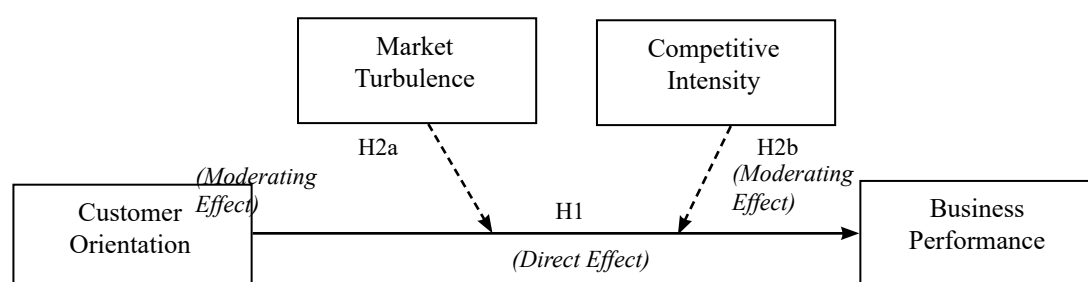 Market
Turbulence
Competitive
Intensity
H2a
H2b
(Moderating
Effect)
(Moderating
Effect)
Customer
Orientation
H1
(Direct Effect)
Business
Performance